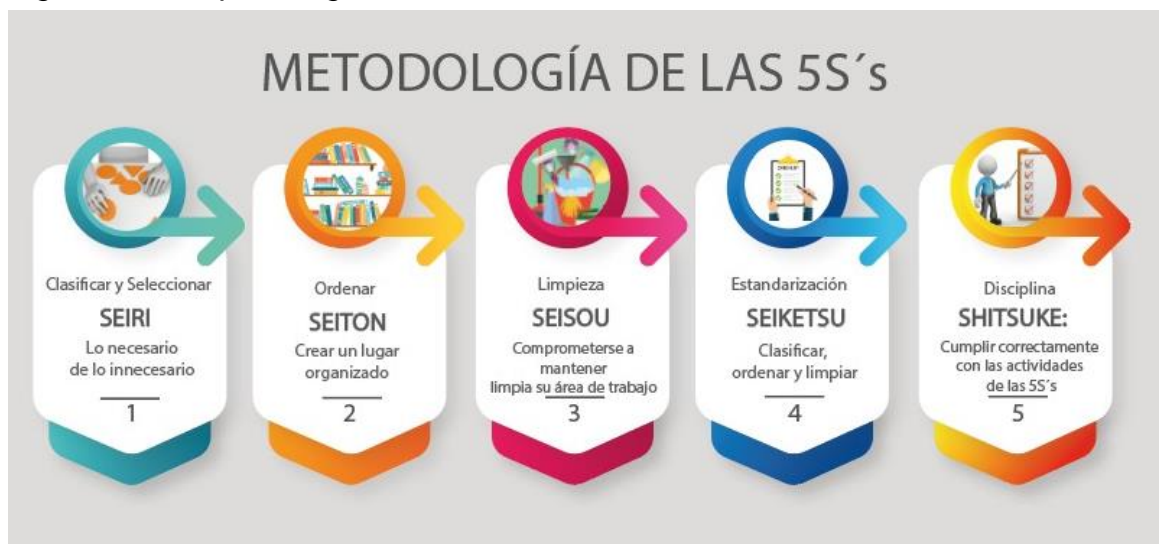 METODOLOGÍA DE LAS 5S´s
Clasificar y Seleccionar
SEIRI
Lo necesario
de lo innecesario
1
Ordenar
SEITON
Crear un lugar
organizado
2
Limpieza
SEISOU
Comprometerse a
mantener
limpia su área de trabajo
3
Estandarización
SEIKETSU
Clasificar,
ordenar y limpiar
4
Disciplina
SHITSUKE:
Cumplir correctamente
con las actividades
de las 5S´s
5